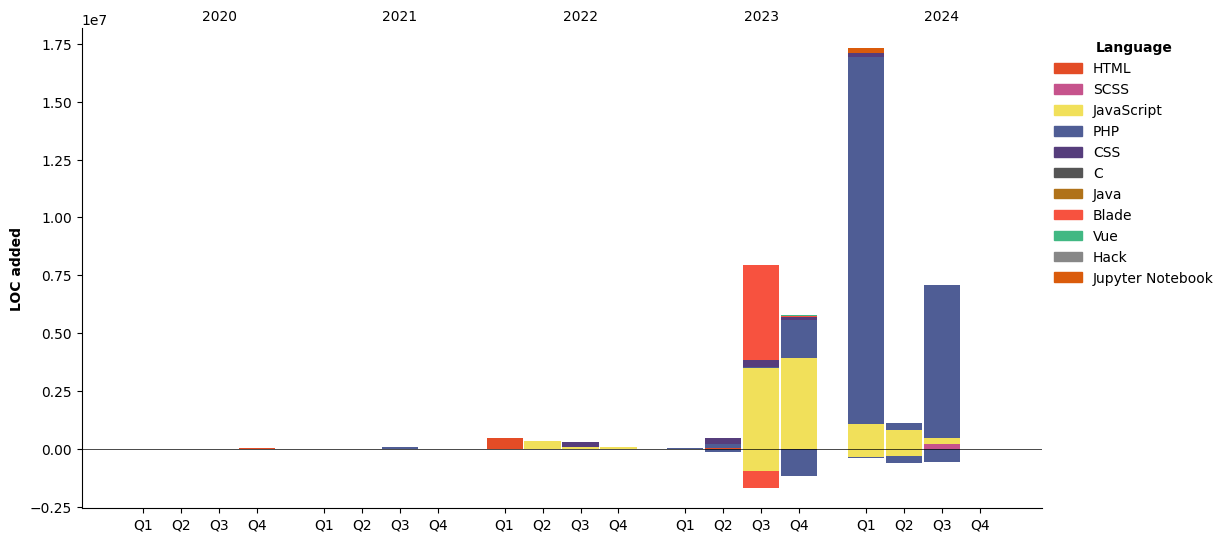 1e7
2020 2021 2022 2023 2024
1.75
1.50
1.25
1.00
0.75
0.50
0.25
0.00
−0.25
LOC added
Q1 Q2 Q3 Q4 Q1 Q2 Q3 Q4 Q1 Q2 Q3 Q4 Q1 Q2 Q3 Q4 Q1 Q2 Q3 Q4
Language
HTML
SCSS
JavaScript
PHP
CSS
C
Java
Blade
Vue
Hack
Jupyter Notebook